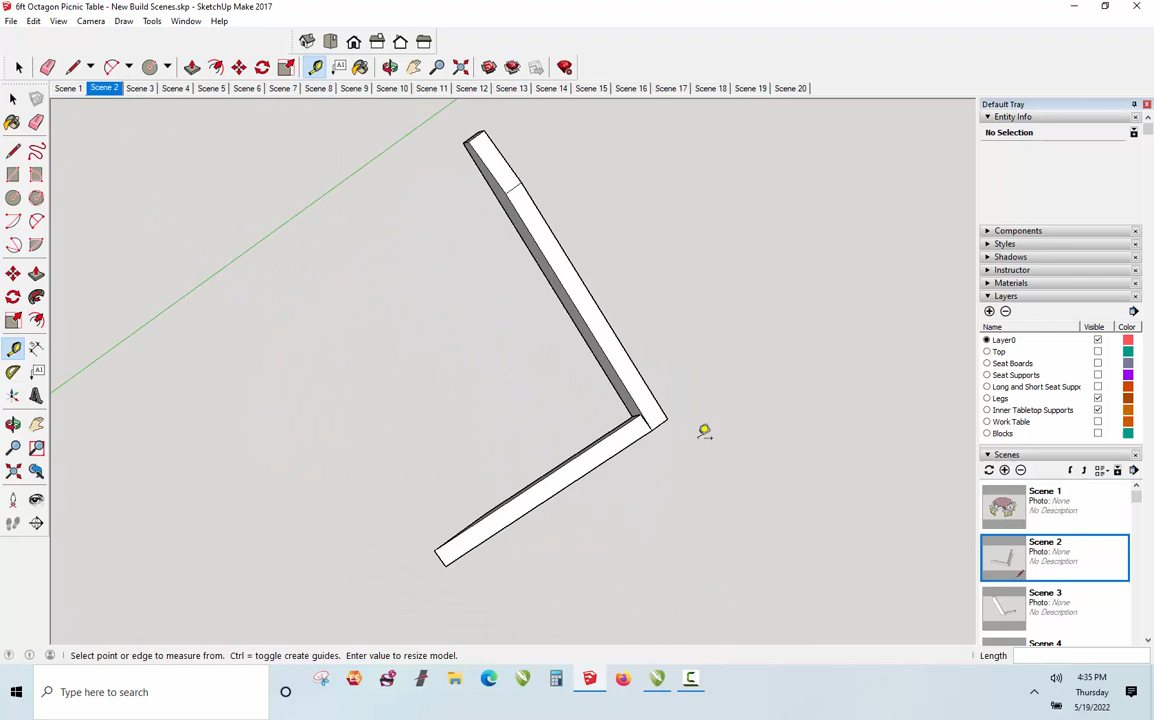 6ft Octagon Picnic Table - New Build Scenes.skp - SketchUp Make 2017
File Edit View Camera Draw Tools Window Help
Scene 1 Scene 2 Scene 3 Scene 4 Scene 5 Scene 6 Scene 7 Scene 8 Scene 9 Scene 10 Scene 11 Scene 12 Scene 13 Scene 14 Scene 15 Scene 16 Scene 17 Scene 18 Scene 19 Scene 20
Default Tray
Entity Info
No Selection
Components
Styles
Shadows
Instructor
Materials
Layers
Name Visible Color
Layer0
Top
Seat Boards
Seat Supports
Long and Short Seat Suppo
Legs
Inner Tabletop Supports
Work Table
Blocks
Scenes
Scene 1
Photo: None
No Description
Scene 2
Photo: None
No Description
Scene 3
Photo: None
No Description
Scene 4
Select point or edge to measure from. Ctrl = toggle create guides. Enter value to resize model.
Length
Type here to search
4:35 PM
Thursday
5/19/2022